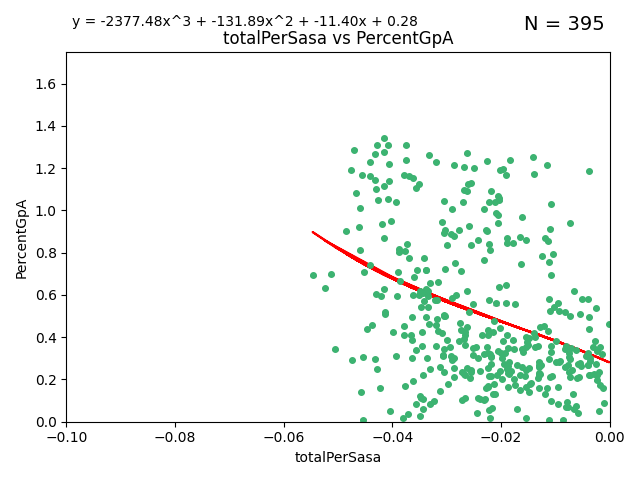 y = -2377.48x^3 + -131.89x^2 + -11.40x + 0.28
N = 395
totalPerSasa vs PercentGpA
1.6
1.4
1.2
1.0
0.8
0.6
0.4
0.2
0.0
PercentGpA
−0.10 −0.08 −0.06 −0.04 −0.02 0.00
totalPerSasa